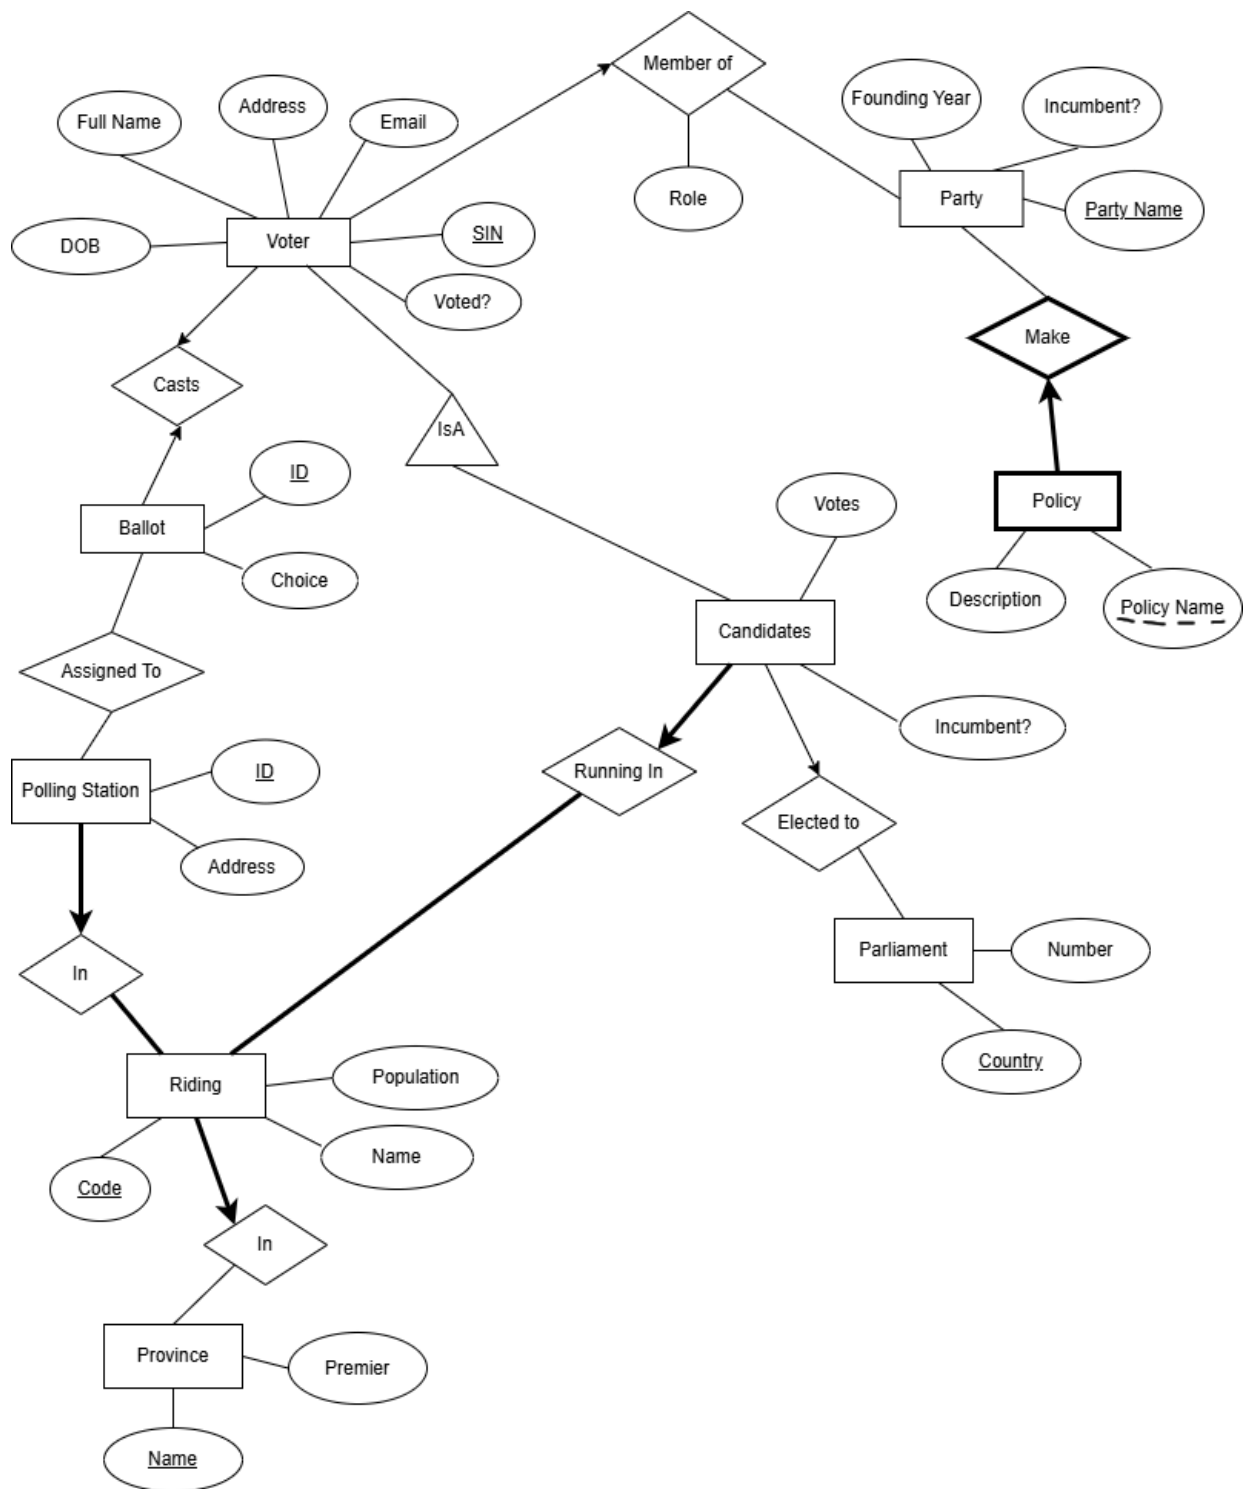 Member of
Founding Year
Incumbent?
Address
Full Name
Email
Role
Party
Party Name
DOB
Voter
SIN
Voted?
Make
Casts
IsA
ID
Ballot
Votes
Policy
Choice
Description
Policy Name
Candidates
Assigned To
Incumbent?
Polling Station
ID
Running In
Elected to
Address
Parliament
Number
In
Country
Riding
Population
Name
Code
In
Province
Premier
Name